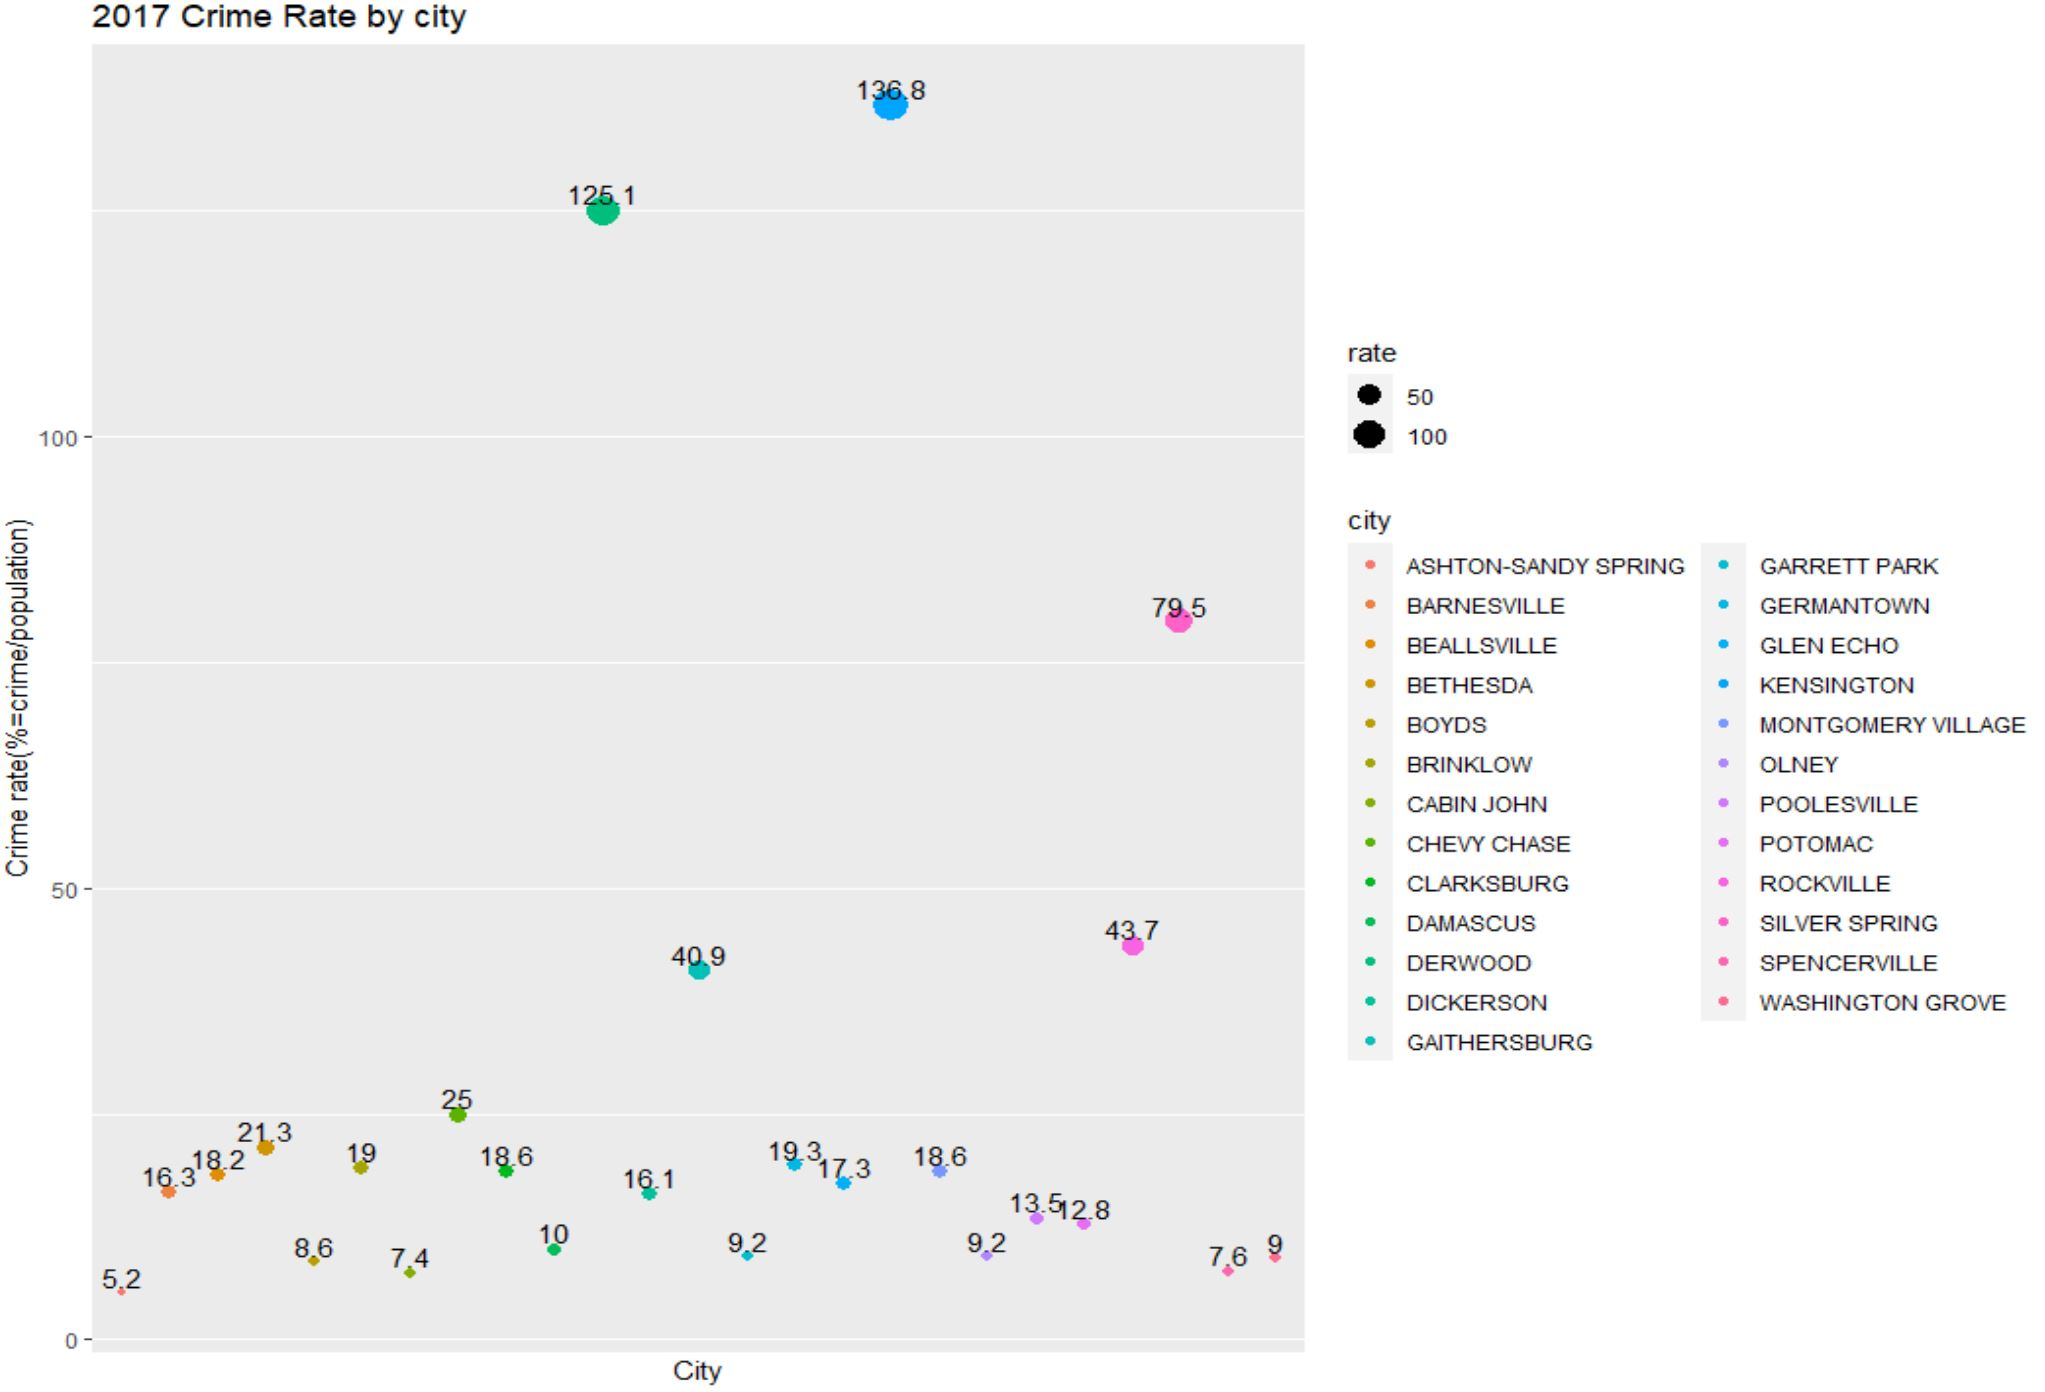 2017 Crime Rate by city
136.8
125.1
100
79.5
50
43.7
40.9
25
21.3
19
19.3
18.6
18.6
18.2
17.3
16.3
16.1
13.5
12.8
10
9.2
9.2
9
8.6
7.6
7.4
5.2
0
Crime rate(%=crime/population)
City
rate
50
100
city
ASHTON-SANDY SPRING
BARNESVILLE
BEALLSVILLE
BETHESDA
BOYDS
BRINKLOW
CABIN JOHN
CHEVY CHASE
CLARKSBURG
DAMASCUS
DERWOOD
DICKERSON
GAITHERSBURG
GARRETT PARK
GERMANTOWN
GLEN ECHO
KENSINGTON
MONTGOMERY VILLAGE
OLNEY
POOLESVILLE
POTOMAC
ROCKVILLE
SILVER SPRING
SPENCERVILLE
WASHINGTON GROVE